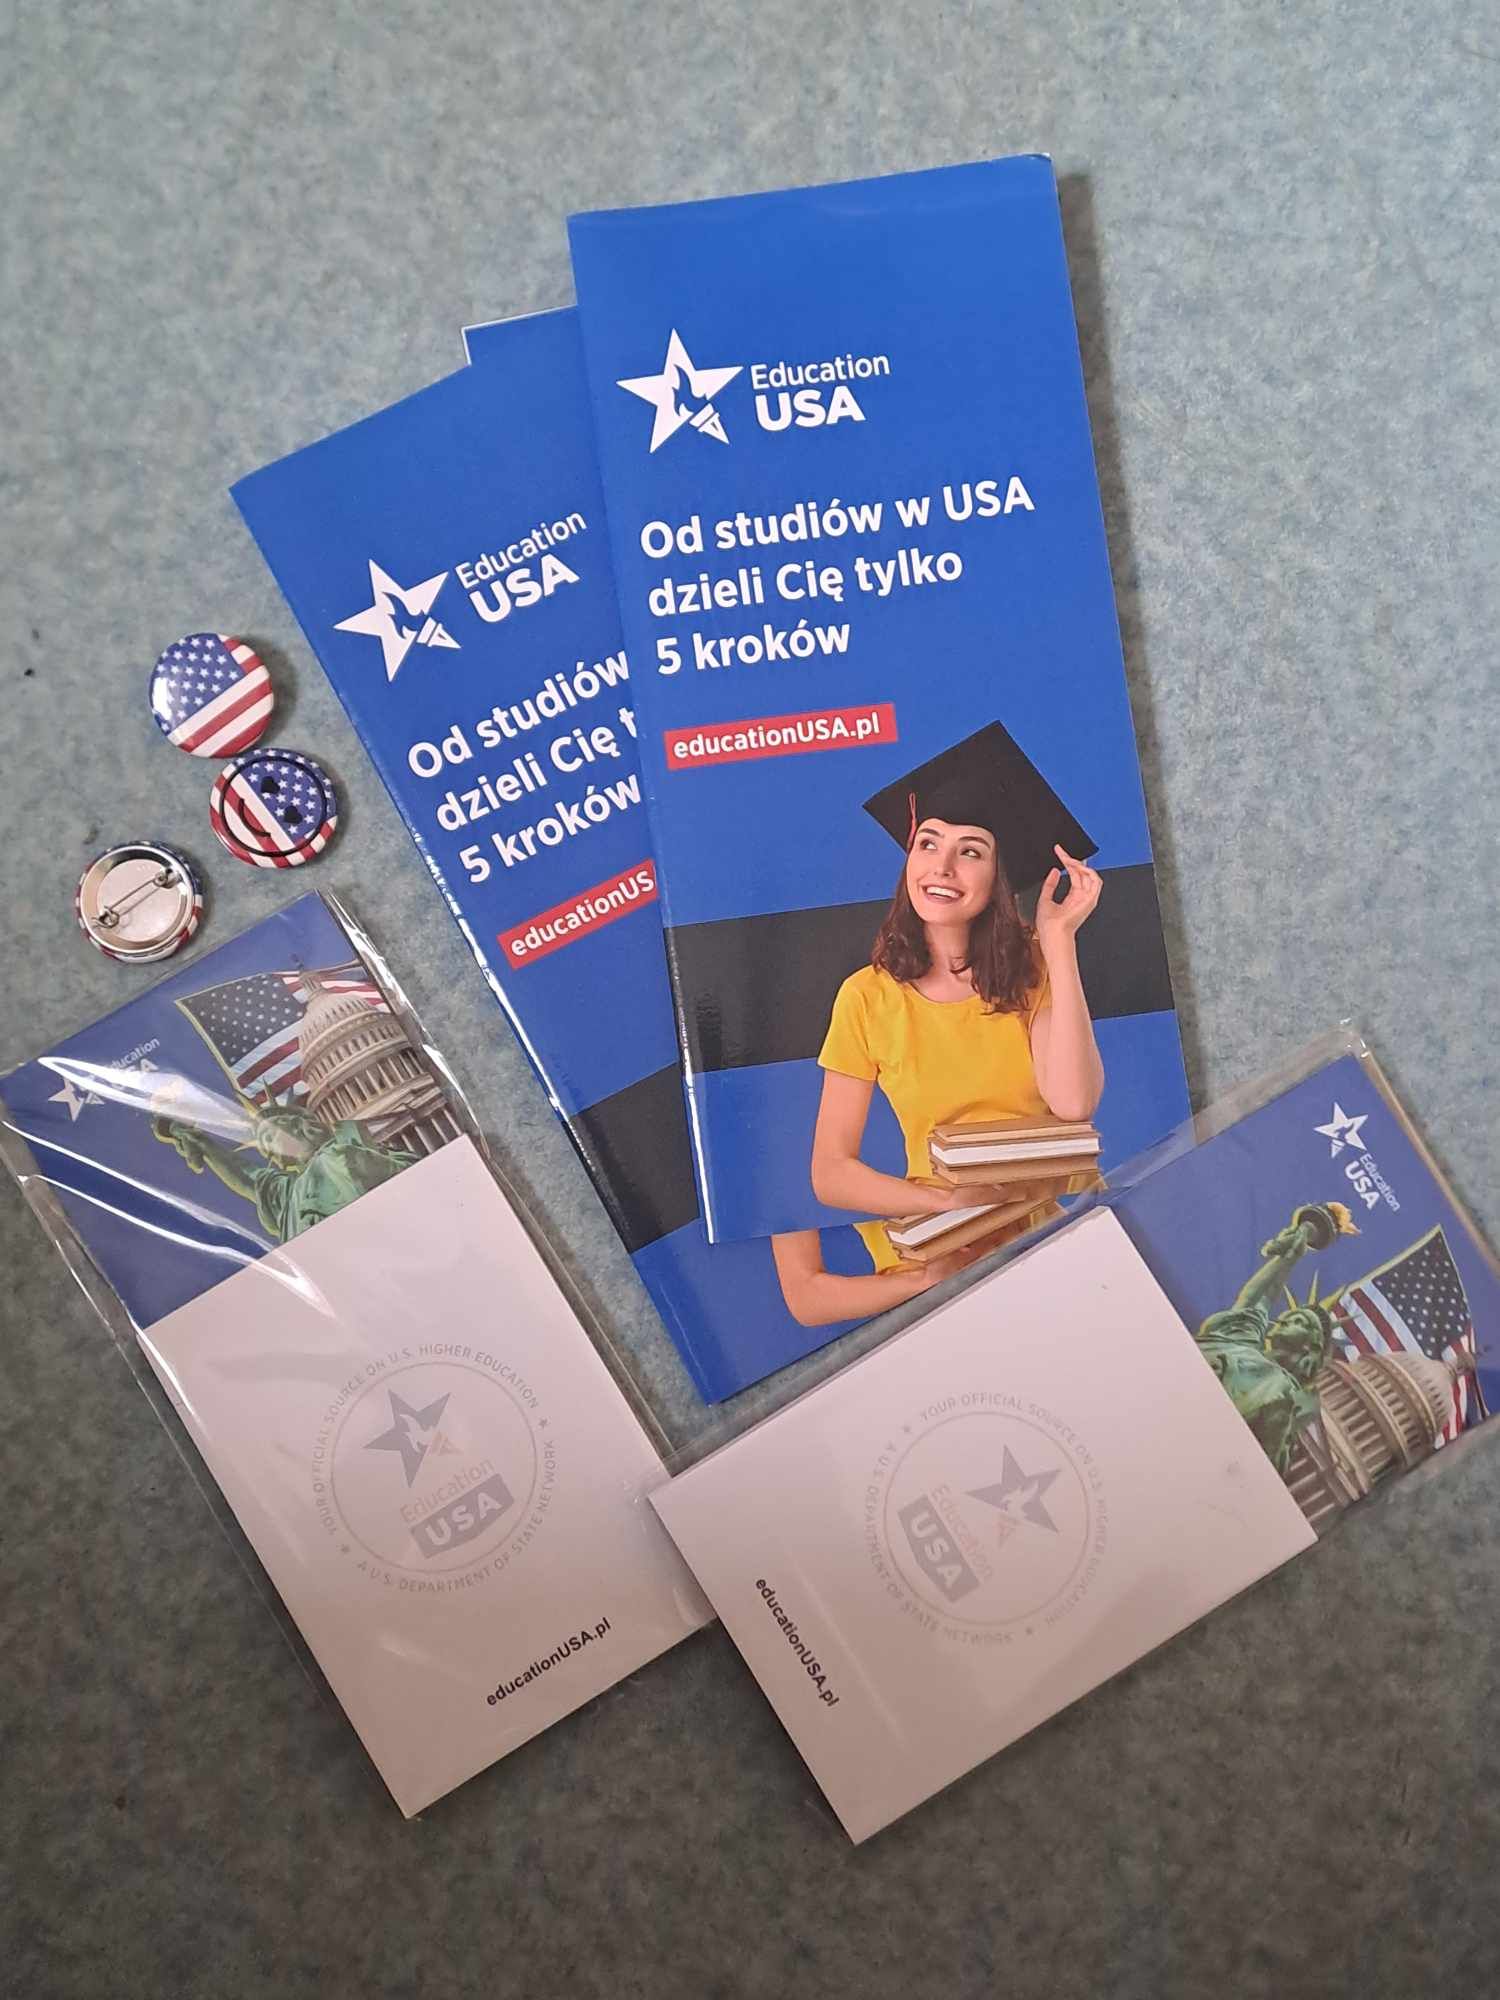 Education
USA
Od studiów w USA
dzieli Cię tylko
5 kroków
educationUSA.pl
Education
USA
Od studiów
dzieli Cię
5 kroków
educationUS
Education
USA
YOUR OFFICIAL SOURCE ON U.S. HIGHER EDUCATION ★ A U.S. DEPARTMENT OF STATE NETWORK ★
Education
USA
educationUSA.pl
Education
USA
YOUR OFFICIAL SOURCE ON U.S. HIGHER EDUCATION ★ A U.S. DEPARTMENT OF STATE NETWORK ★
Education
USA
educationUSA.pl